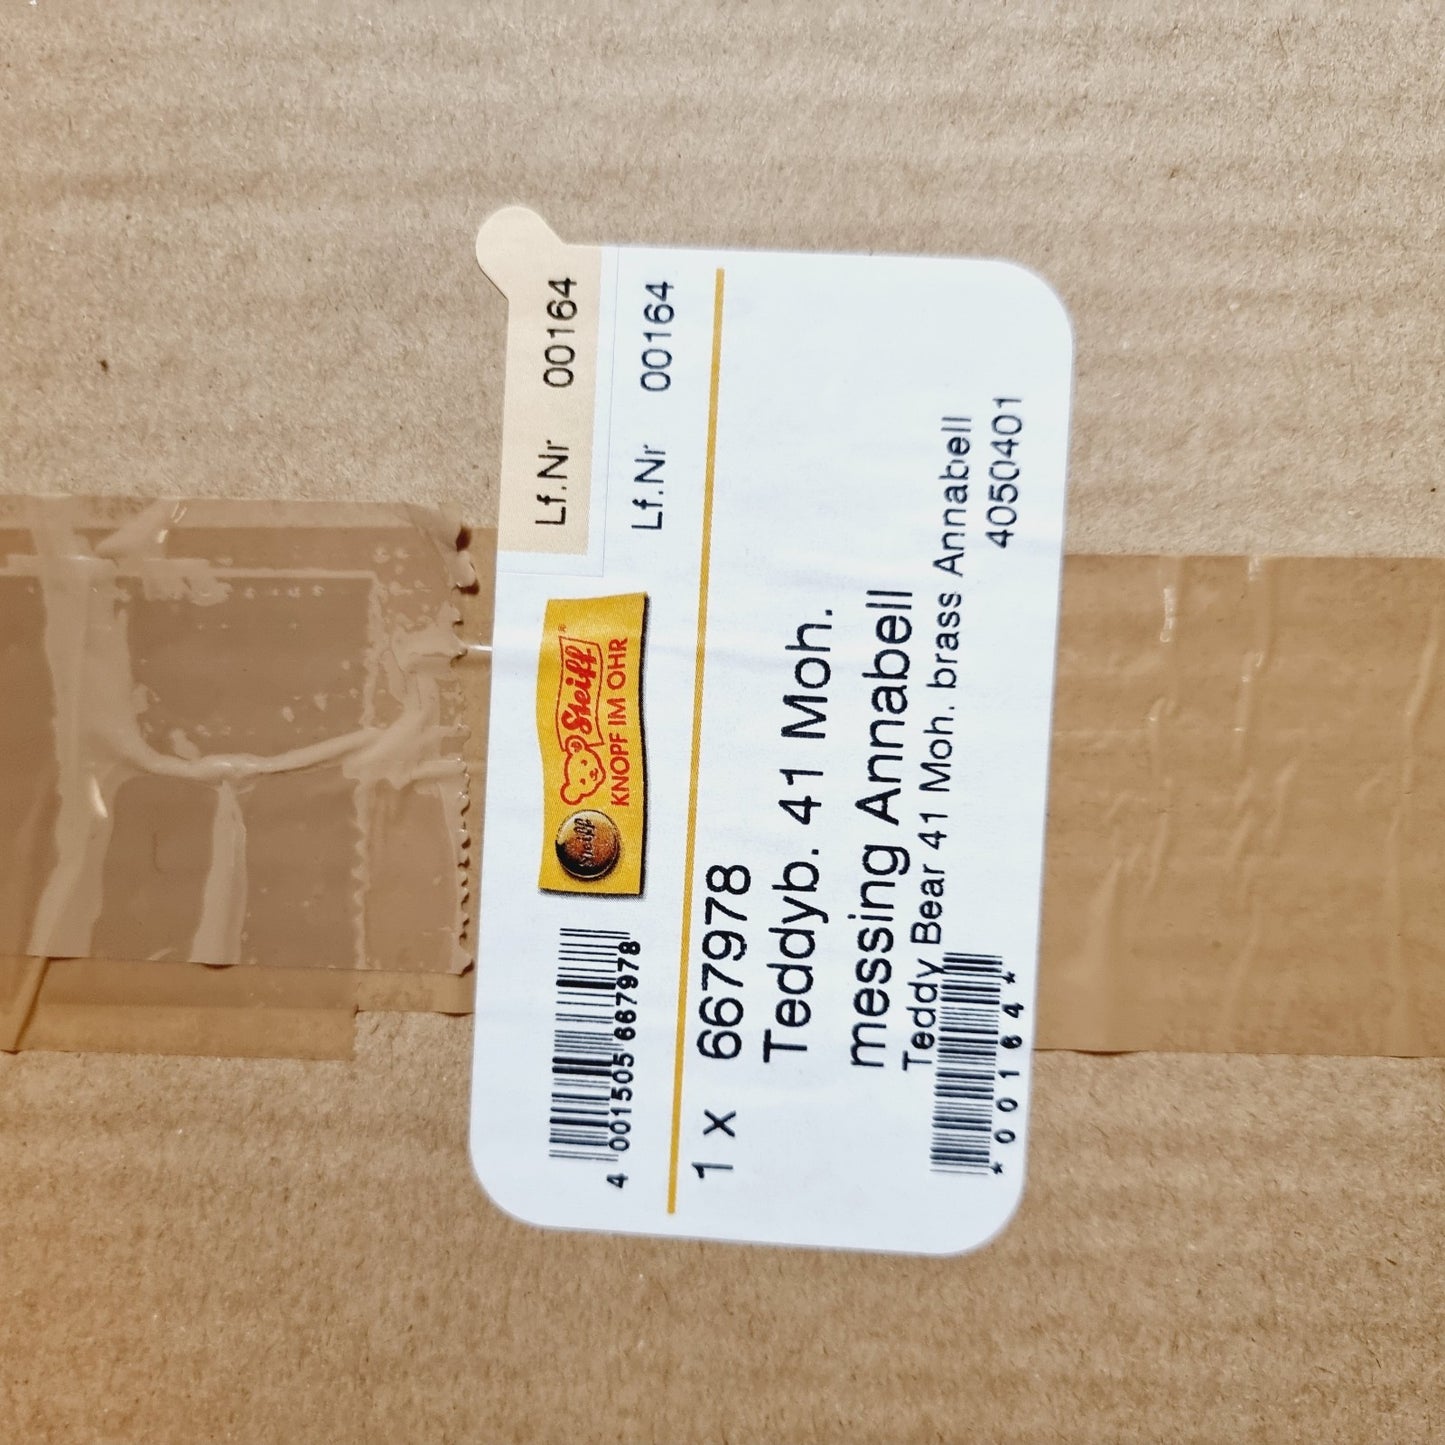 Lf.Nr 00164
Lf.Nr 00164
Steiff
Steiff®
KNOPF IM OHR
4 001505 667978
1 x 667978
Teddyb. 41 Moh.
messing Annabell
Teddy Bear 41 Moh. brass Annabell
4050401
*00164*